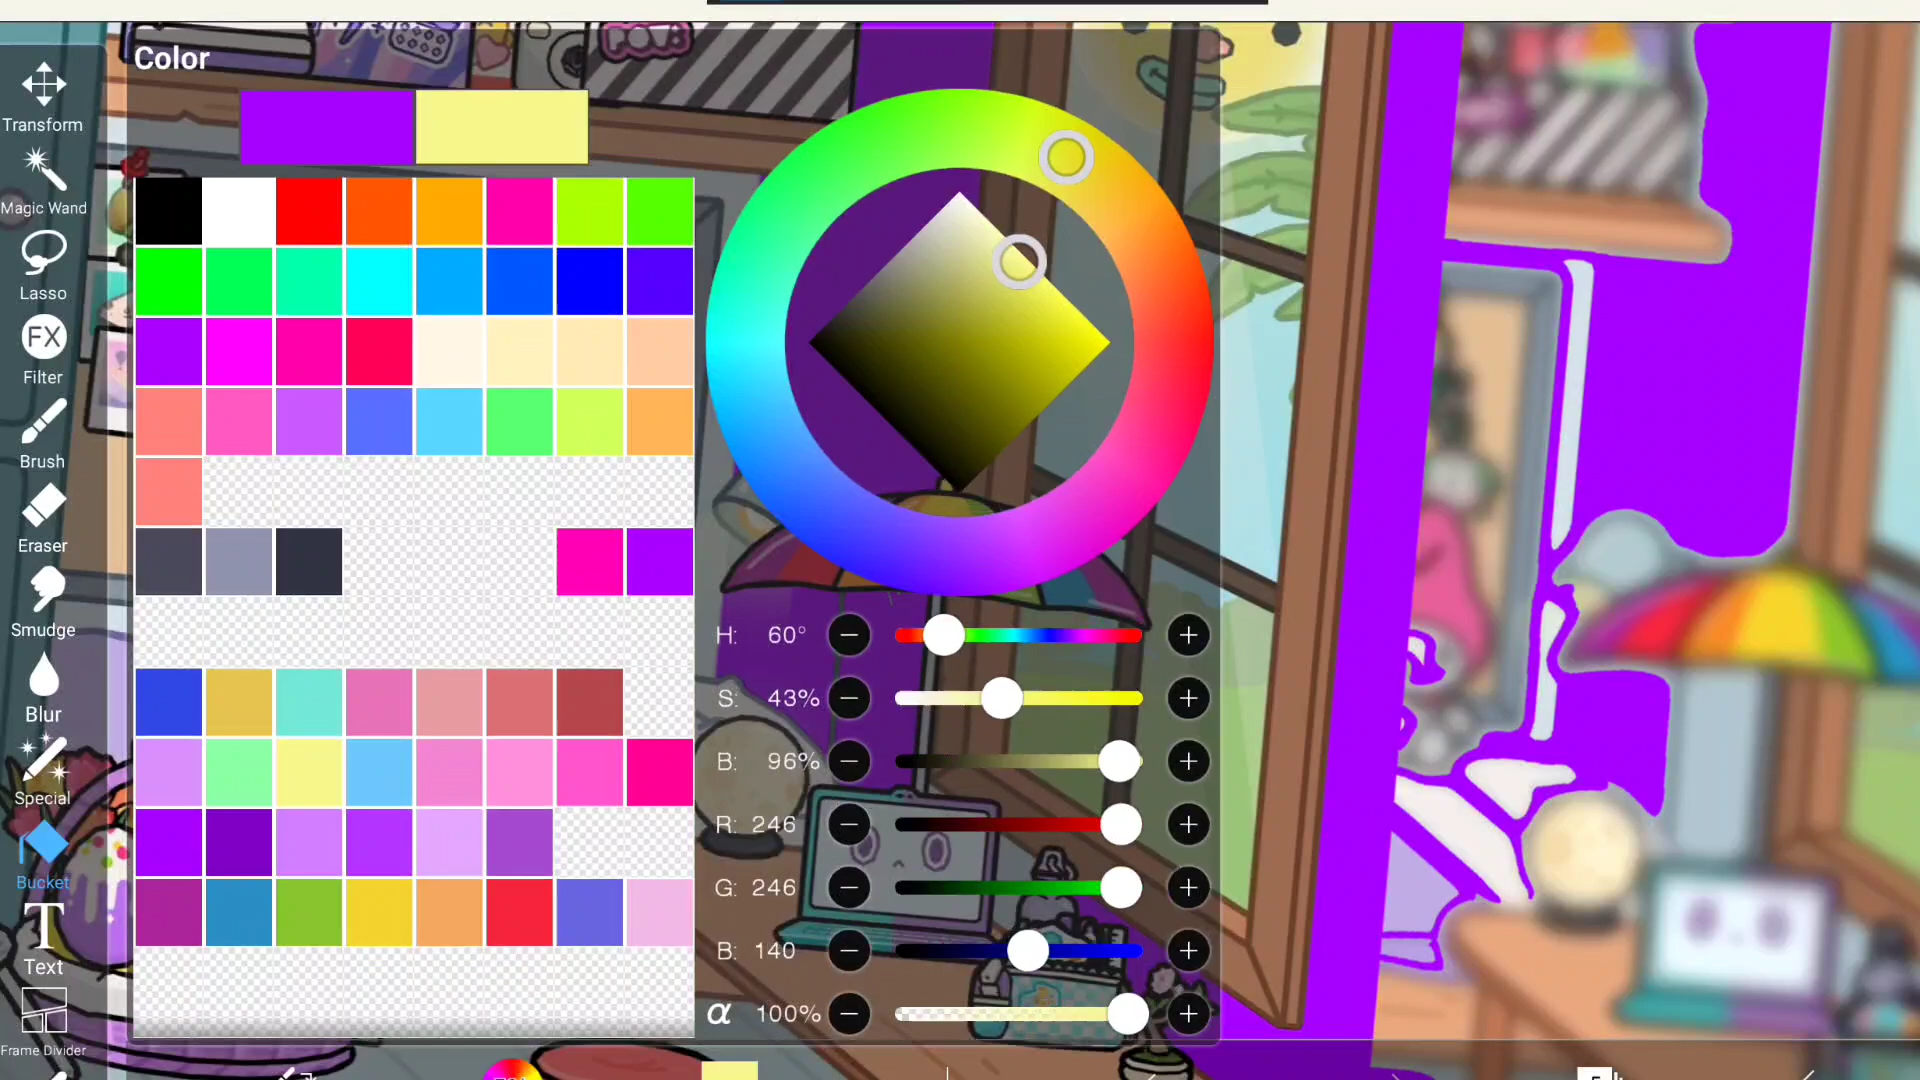 Color
Transform
Magic Wand
Lasso
FX
Filter
Brush
Eraser
Smudge
Blur
Special
Bucket
T
Text
Frame Divider
H: 60°
S: 43%
B: 96%
R: 246
G: 246
B: 140
α 100%